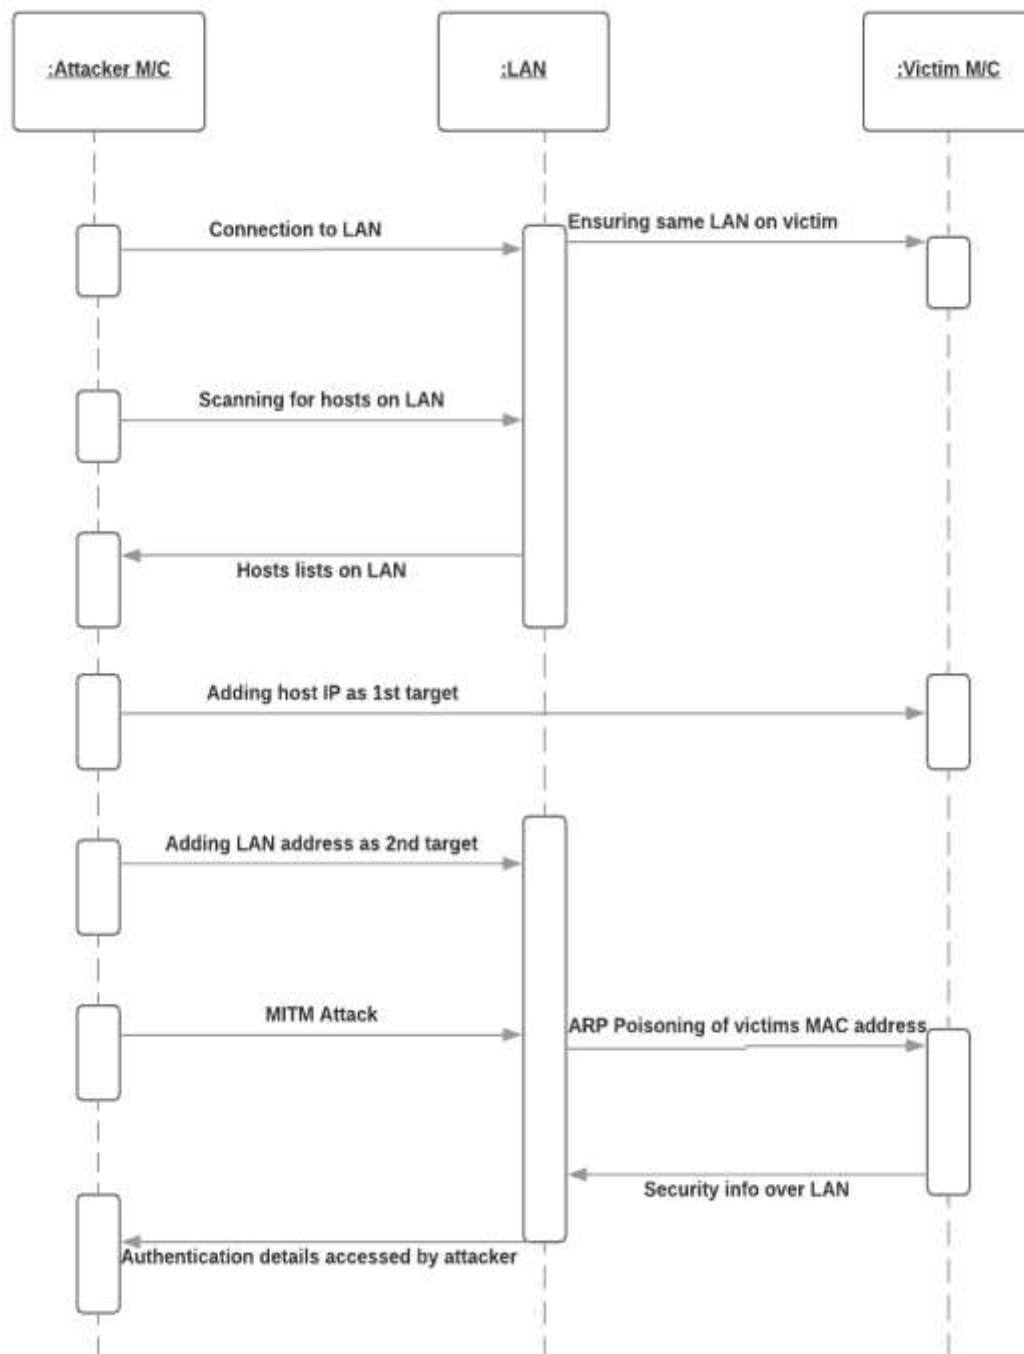 :Attacker M/C
:LAN
:Victim M/C
Connection to LAN
Ensuring same LAN on victim
Scanning for hosts on LAN
Hosts lists on LAN
Adding host IP as 1st target
Adding LAN address as 2nd target
MITM Attack
ARP Poisoning of victims MAC address
Security info over LAN
Authentication details accessed by attacker